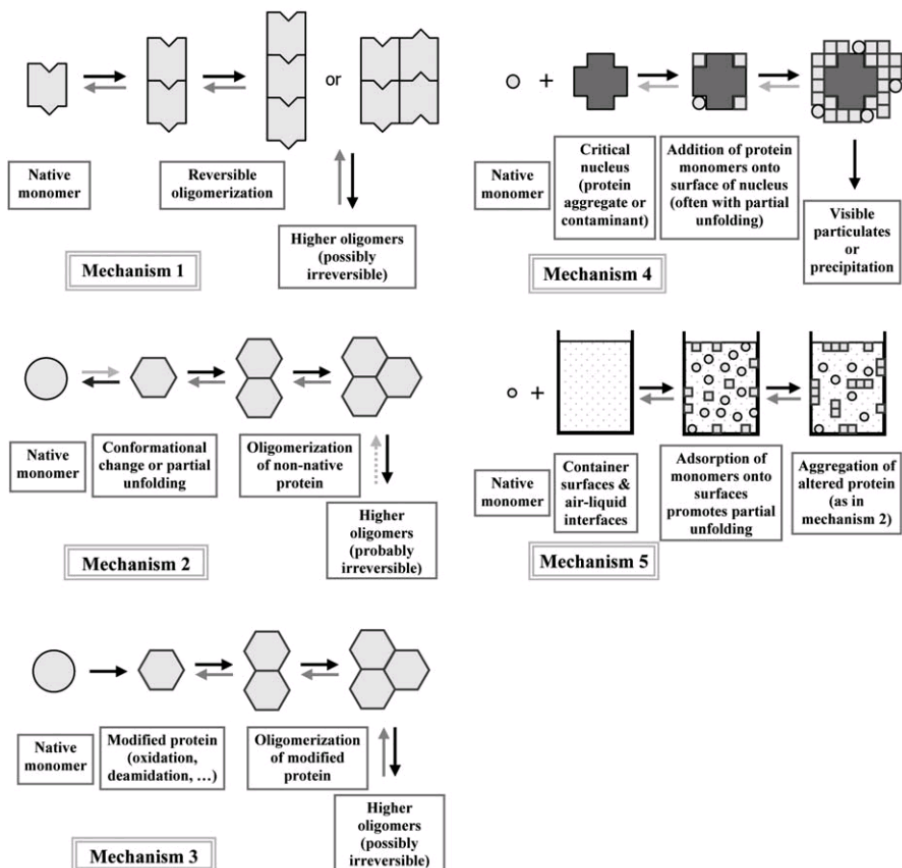 or
Native
monomer
Reversible
oligomerization
Higher oligomers
(possibly
irreversible)
Mechanism 1
Native
monomer
Conformational
change or partial
unfolding
Oligomerization
of non-native
protein
Higher
oligomers
(probably
irreversible)
Mechanism 2
Native
monomer
Modified protein
(oxidation,
deamidation, …)
Oligomerization
of modified
protein
Higher
oligomers
(possibly
irreversible)
Mechanism 3
+
Native
monomer
Critical
nucleus
(protein
aggregate or
contaminant)
Addition of protein
monomers onto
surface of nucleus
(often with partial
unfolding)
Visible
particulates
or
precipitation
Mechanism 4
+
Native
monomer
Container
surfaces &
air-liquid
interfaces
Adsorption of
monomers onto
surfaces
promotes partial
unfolding
Aggregation of
altered protein
(as in
mechanism 2)
Mechanism 5